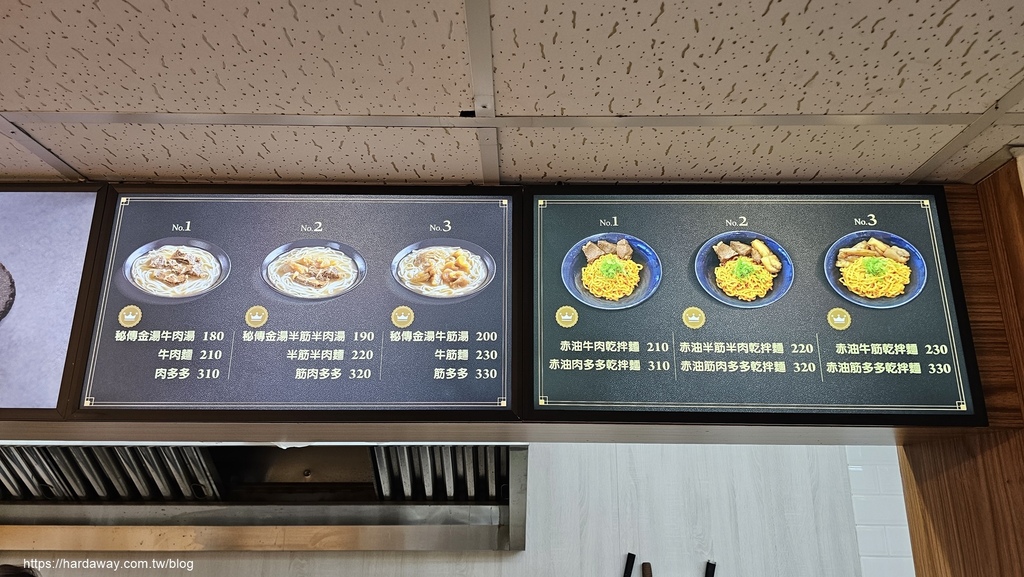 No.1
秘傳金湯牛肉湯 180
牛肉麵 210
肉多多 310
No.2
秘傳金湯半筋半肉湯 190
半筋半肉麵 220
筋肉多多 320
No.3
秘傳金湯牛筋湯 200
牛筋麵 230
筋多多 330
No.1
赤油牛肉乾拌麵 210
赤油肉多多乾拌麵 310
No.2
赤油半筋半肉乾拌麵 220
赤油筋肉多多乾拌麵 320
No.3
赤油牛筋乾拌麵 230
赤油筋多多乾拌麵 330
https://hardaway.com.tw/blog